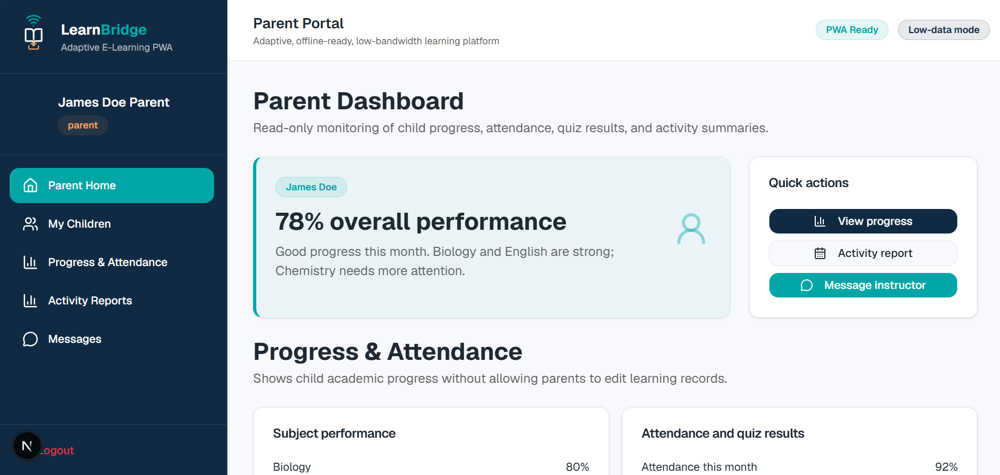 LearnBridge
Adaptive E-Learning PWA
James Doe Parent
parent
Parent Home
My Children
Progress & Attendance
Activity Reports
Messages
N
Logout
Parent Portal
Adaptive, offline-ready, low-bandwidth learning platform
PWA Ready
Low-data mode
Parent Dashboard
Read-only monitoring of child progress, attendance, quiz results, and activity summaries.
James Doe
78% overall performance
Good progress this month. Biology and English are strong;
Chemistry needs more attention.
Quick actions
View progress
Activity report
Message instructor
Progress & Attendance
Shows child academic progress without allowing parents to edit learning records.
Subject performance
Biology 80%
Attendance and quiz results
Attendance this month 92%